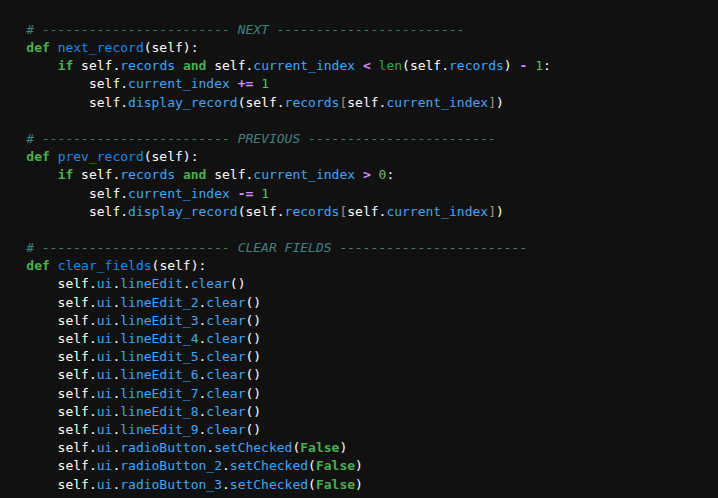 # ------------------------ NEXT ------------------------
def next_record(self):
    if self.records and self.current_index < len(self.records) - 1:
        self.current_index += 1
        self.display_record(self.records[self.current_index])

# ------------------------ PREVIOUS ------------------------
def prev_record(self):
    if self.records and self.current_index > 0:
        self.current_index -= 1
        self.display_record(self.records[self.current_index])

# ------------------------ CLEAR FIELDS ------------------------
def clear_fields(self):
    self.ui.lineEdit.clear()
    self.ui.lineEdit_2.clear()
    self.ui.lineEdit_3.clear()
    self.ui.lineEdit_4.clear()
    self.ui.lineEdit_5.clear()
    self.ui.lineEdit_6.clear()
    self.ui.lineEdit_7.clear()
    self.ui.lineEdit_8.clear()
    self.ui.lineEdit_9.clear()
    self.ui.radioButton.setChecked(False)
    self.ui.radioButton_2.setChecked(False)
    self.ui.radioButton_3.setChecked(False)